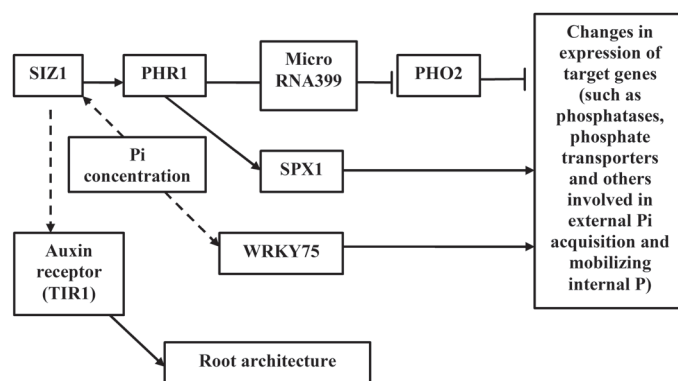 SIZ1
PHR1
Micro
RNA399
PHO2
Changes in
expression of
target genes
(such as
phosphatases,
phosphate
transporters
and others
involved in
external Pi
acquisition and
mobilizing
internal P)
Pi
concentration
SPX1
WRKY75
Auxin
receptor
(TIR1)
Root architecture